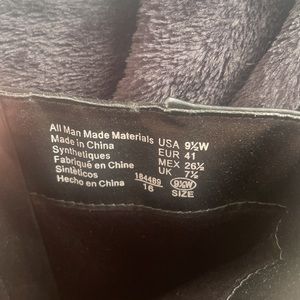 All Man Made Materials
Made in China
Synthetiques
Fabriqué en Chine
Sintéticos
Hecho en China
USA 9½W
EUR 41
MEX 26½
UK 7½
184489
16
9½W
SIZE